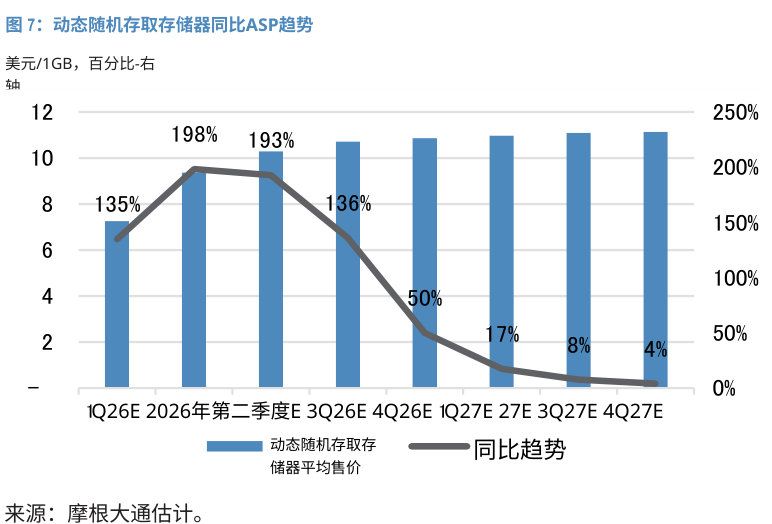 图 7：动态随机存取存储器同比ASP趋势
美元/1GB，百分比-右
轴
12
10
8
6
4
2
–
250%
200%
150%
100%
50%
0%
135%
198%
193%
136%
50%
17%
8%
4%
1Q26E 2026年第二季度E 3Q26E 4Q26E 1Q27E 27E 3Q27E 4Q27E
动态随机存取存
储器平均售价
同比趋势
来源：摩根大通估计。